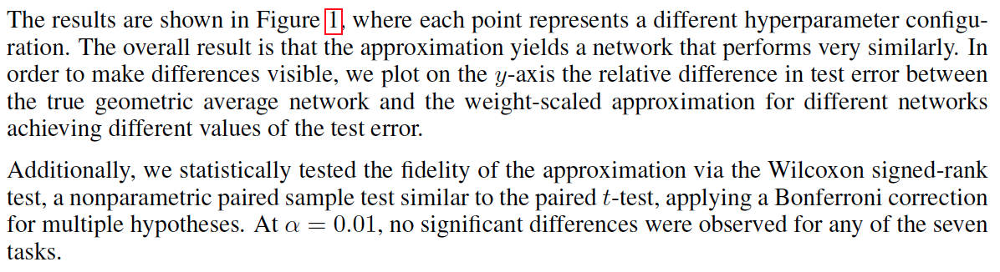 The results are shown in Figure 1, where each point represents a different hyperparameter configu-
ration. The overall result is that the approximation yields a network that performs very similarly. In
order to make differences visible, we plot on the y-axis the relative difference in test error between
the true geometric average network and the weight-scaled approximation for different networks
achieving different values of the test error.
Additionally, we statistically tested the fidelity of the approximation via the Wilcoxon signed-rank
test, a nonparametric paired sample test similar to the paired t-test, applying a Bonferroni correction
for multiple hypotheses. At α = 0.01, no significant differences were observed for any of the seven
tasks.